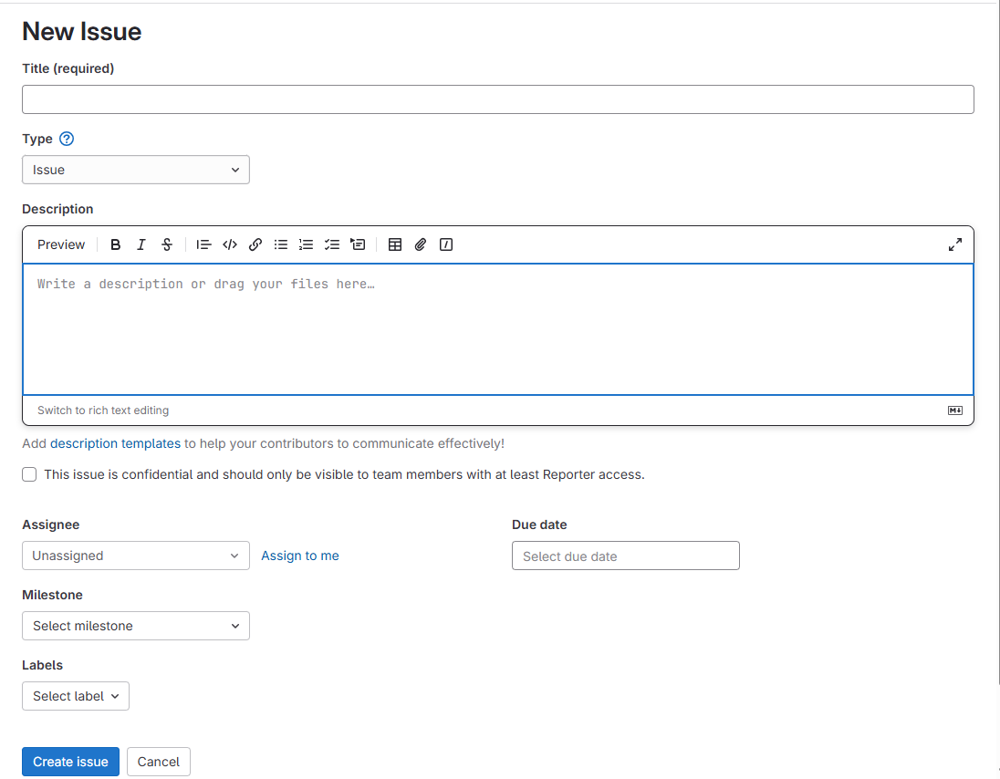 New Issue
Title (required)
Type
Issue
Description
Preview
Write a description or drag your files here…
Switch to rich text editing
Add description templates to help your contributors to communicate effectively!
This issue is confidential and should only be visible to team members with at least Reporter access.
Assignee Due date
Unassigned Assign to me Select due date
Milestone
Select milestone
Labels
Select label
Create issue Cancel